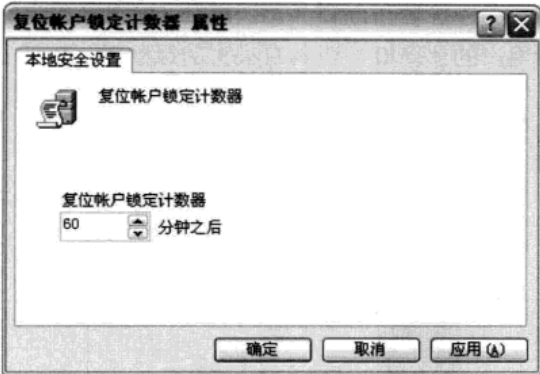 复位帐户锁定计数器 属性
本地安全设置
复位帐户锁定计数器
复位帐户锁定计数器
60 分钟之后
确定 取消 应用(A)